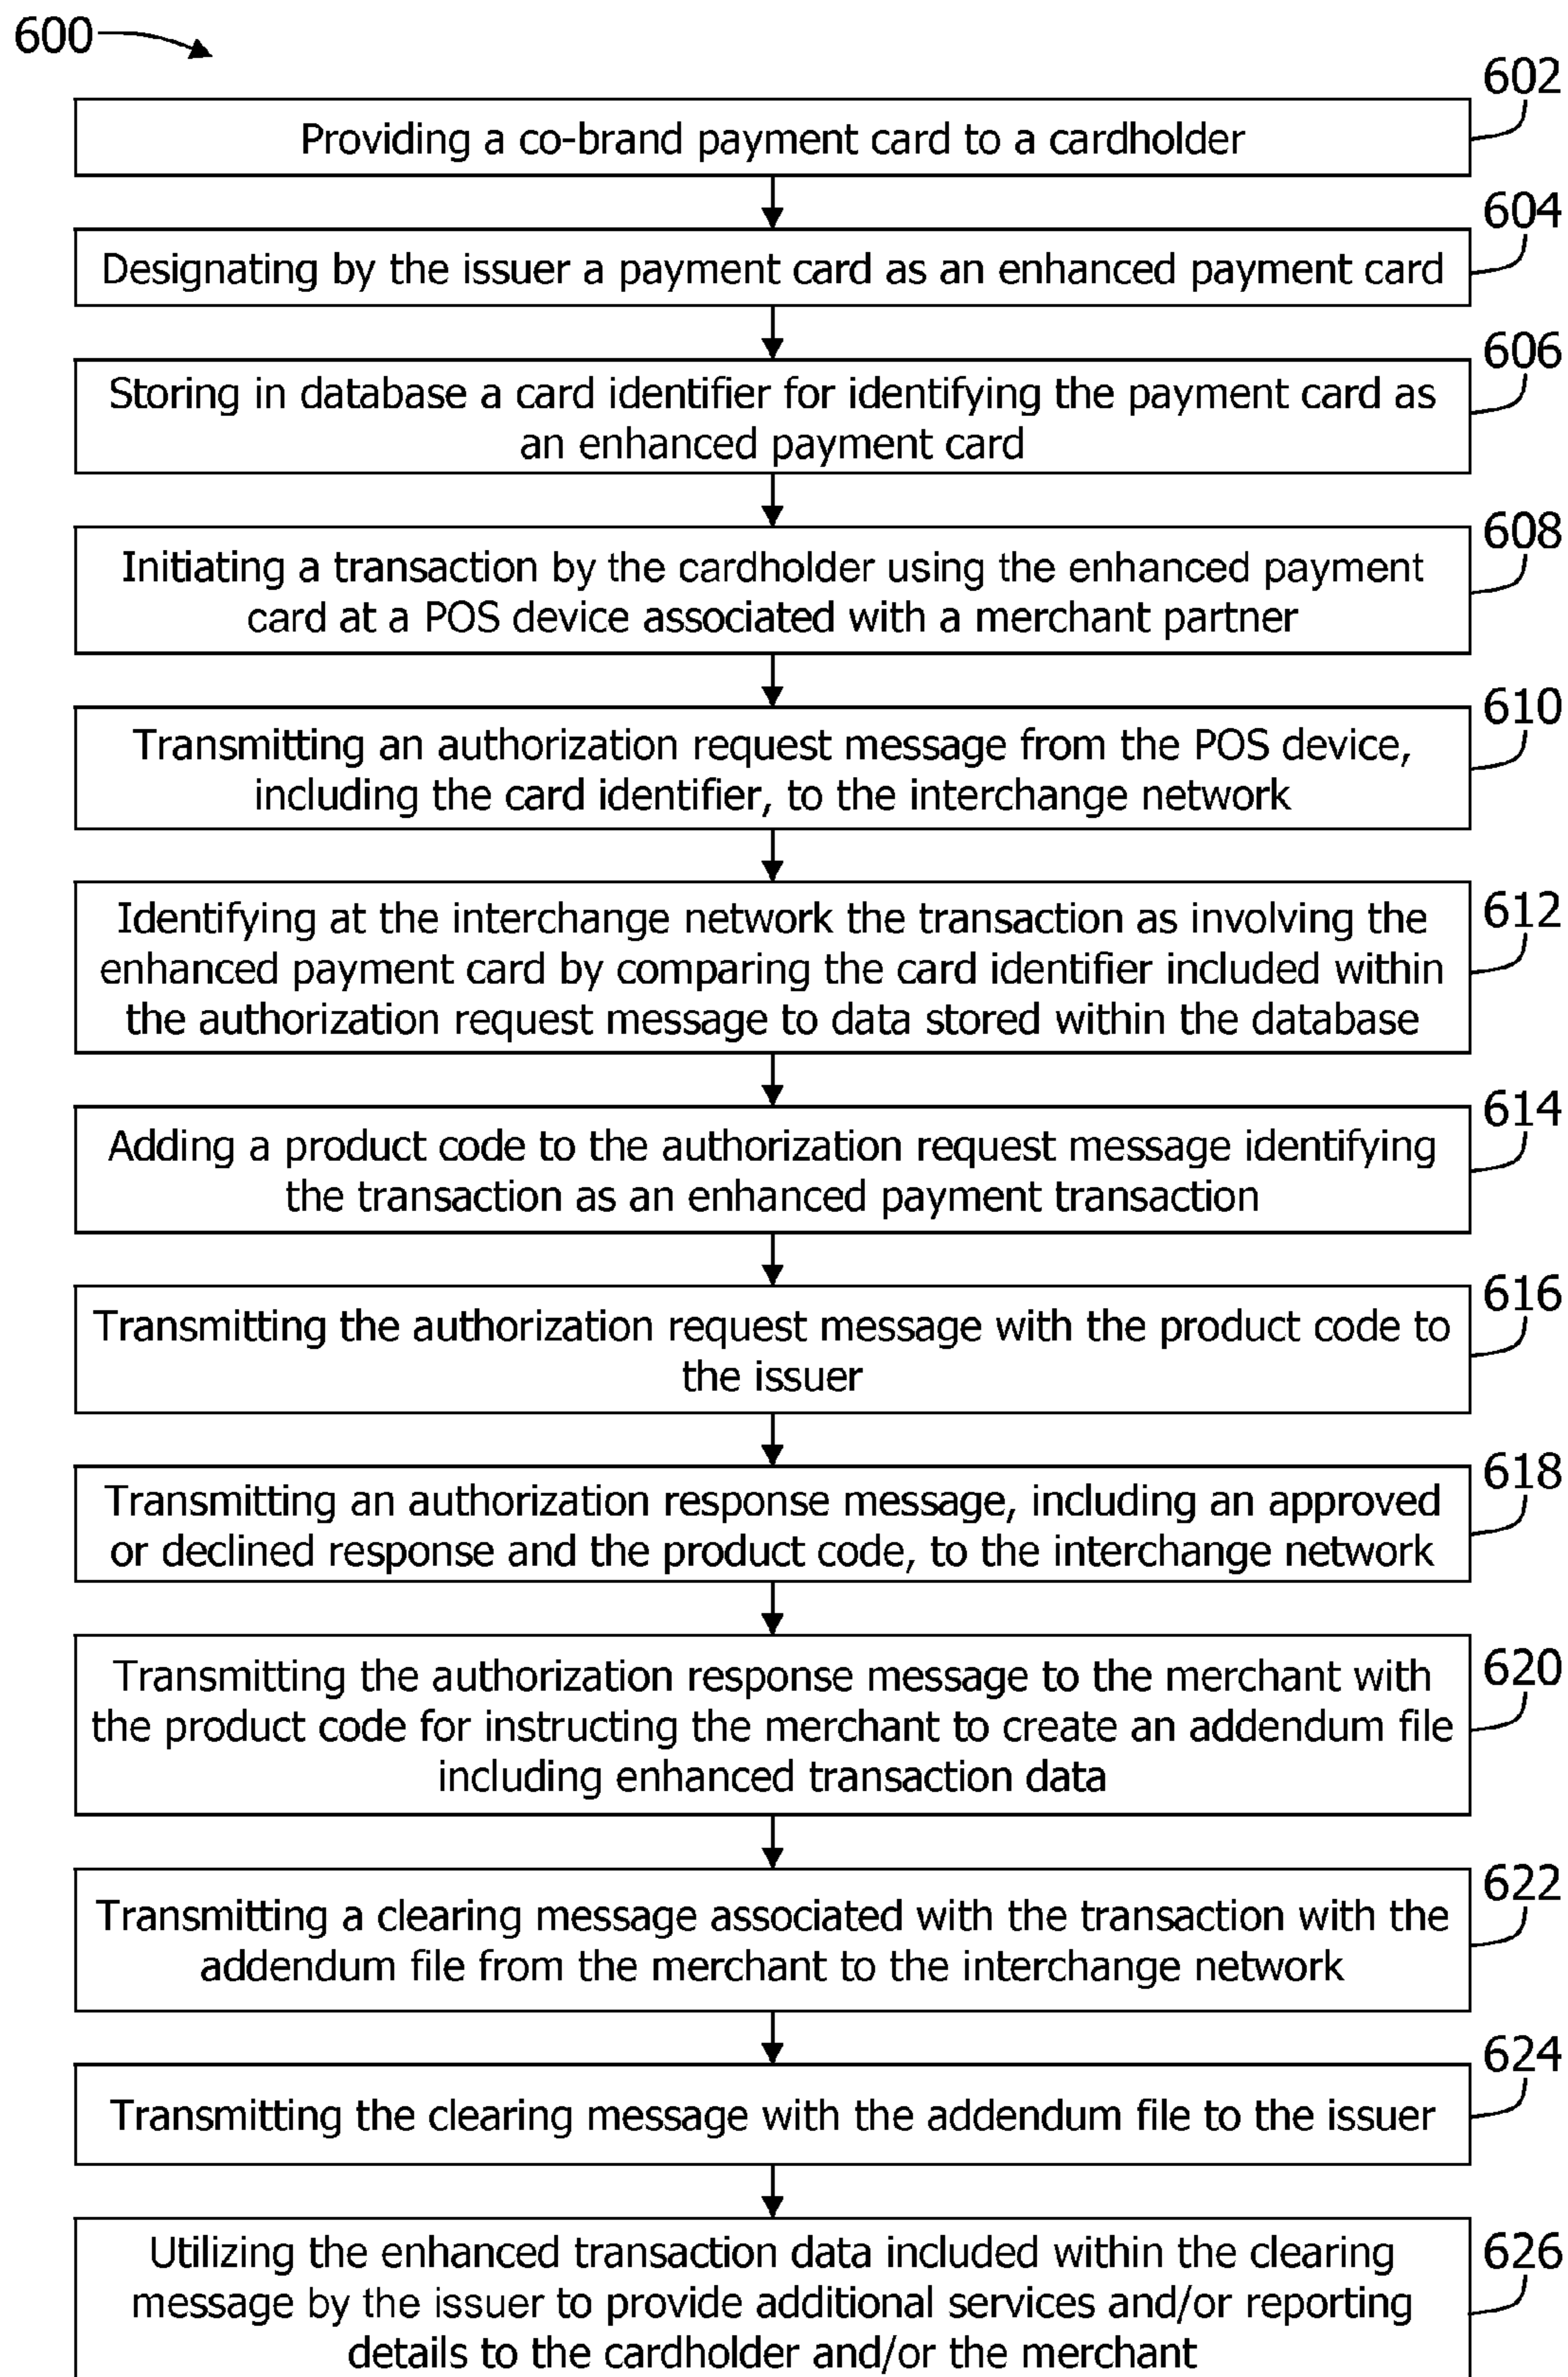 600
602
Providing a co-brand payment card to a cardholder
604
Designating by the issuer a payment card as an enhanced payment card
606
Storing in database a card identifier for identifying the payment card as
an enhanced payment card
608
Initiating a transaction by the cardholder using the enhanced payment
card at a POS device associated with a merchant partner
610
Transmitting an authorization request message from the POS device,
including the card identifier, to the interchange network
612
Identifying at the interchange network the transaction as involving the
enhanced payment card by comparing the card identifier included within
the authorization request message to data stored within the database
614
Adding a product code to the authorization request message identifying
the transaction as an enhanced payment transaction
616
Transmitting the authorization request message with the product code to
the issuer
618
Transmitting an authorization response message, including an approved
or declined response and the product code, to the interchange network
620
Transmitting the authorization response message to the merchant with
the product code for instructing the merchant to create an addendum file
including enhanced transaction data
622
Transmitting a clearing message associated with the transaction with the
addendum file from the merchant to the interchange network
624
Transmitting the clearing message with the addendum file to the issuer
626
Utilizing the enhanced transaction data included within the clearing
message by the issuer to provide additional services and/or reporting
details to the cardholder and/or the merchant